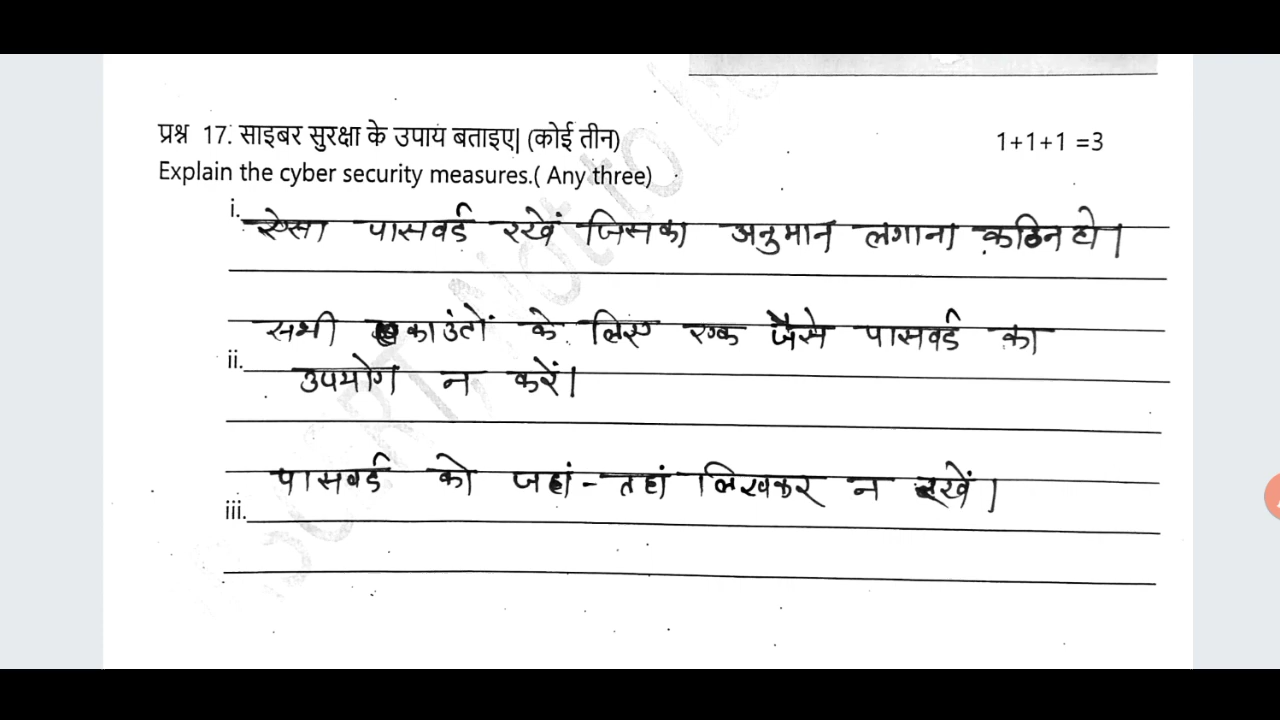 प्रश्न 17. साइबर सुरक्षा के उपाय बताइए| (कोई तीन) 1+1+1 =3
Explain the cyber security measures.( Any three)
i. ऐसा पासवर्ड रखें जिसका अनुमान लगाना कठिन हो।
सभी एकाउंटों के लिए एक जैसे पासवर्ड का
ii. उपयोग न करें।
पासवर्ड को जहां-तहां लिखकर न रखें।
iii.